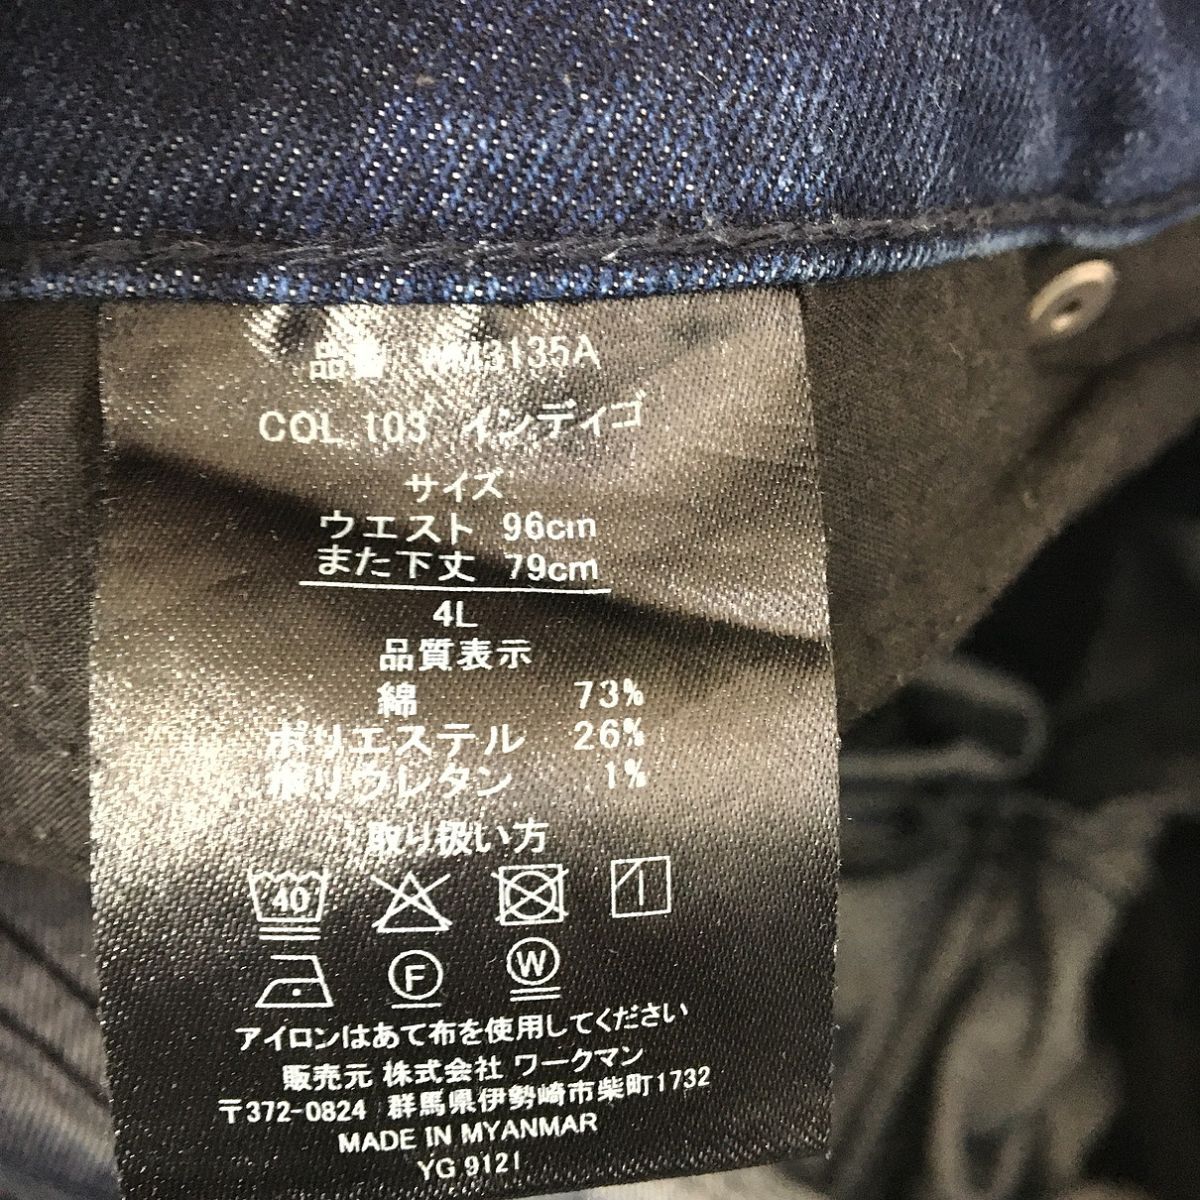 品番 WM3135A
COL 103 インディゴ
サイズ
ウエスト 96cm
また下丈 79cm
4L
品質表示
綿 73%
ポリエステル 26%
ポリウレタン 1%
取り扱い方
40
F W
アイロンはあて布を使用してください
販売元 株式会社 ワークマン
〒372-0824 群馬県伊勢崎市柴町1732
MADE IN MYANMAR
YG 9121